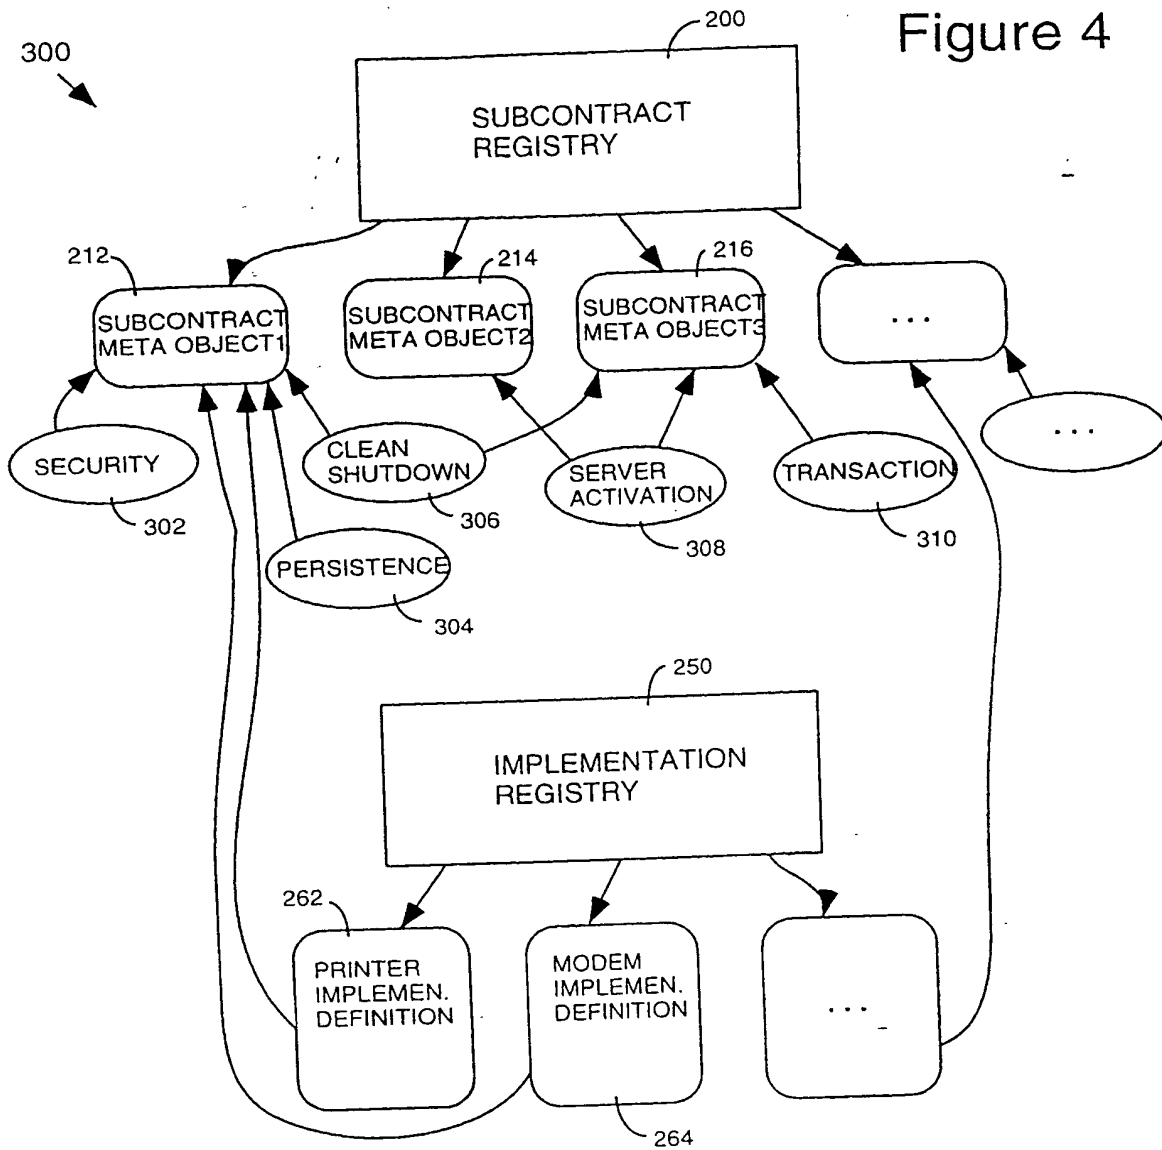 Figure 4
300
200
SUBCONTRACT
REGISTRY
212
214
216
SUBCONTRACT
META OBJECT1
SUBCONTRACT
META OBJECT2
SUBCONTRACT
META OBJECT3
...
SECURITY
302
CLEAN
SHUTDOWN
306
SERVER
ACTIVATION
308
TRANSACTION
310
...
PERSISTENCE
304
250
IMPLEMENTATION
REGISTRY
262
PRINTER
IMPLEMEN.
DEFINITION
MODEM
IMPLEMEN.
DEFINITION
264
...